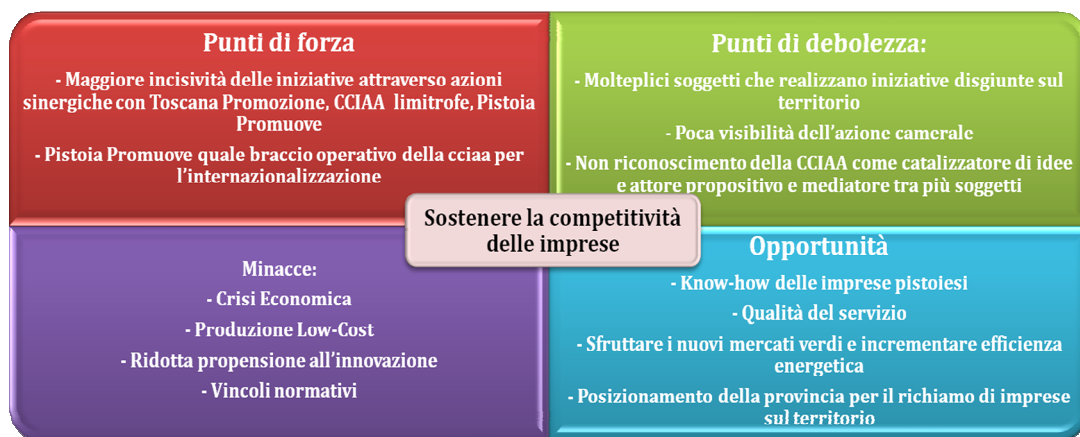 Punti di forza
- Maggiore incisività delle iniziative attraverso azioni
sinergiche con Toscana Promozione, CCIAA limitrofe, Pistoia
Promuove
- Pistoia Promuove quale braccio operativo della cciaa per
l'internazionalizzazione
Punti di debolezza:
- Molteplici soggetti che realizzano iniziative disgiunte sul
territorio
- Poca visibilità dell'azione camerale
- Non riconoscimento della CCIAA come catalizzatore di idee
e attore propositivo e mediatore tra più soggetti
Sostenere la competitività
delle imprese
Minacce:
- Crisi Economica
- Produzione Low-Cost
- Ridotta propensione all'innovazione
- Vincoli normativi
Opportunità
- Know-how delle imprese pistoiesi
- Qualità del servizio
- Sfruttare i nuovi mercati verdi e incrementare efficienza
energetica
- Posizionamento della provincia per il richiamo di imprese
sul territorio